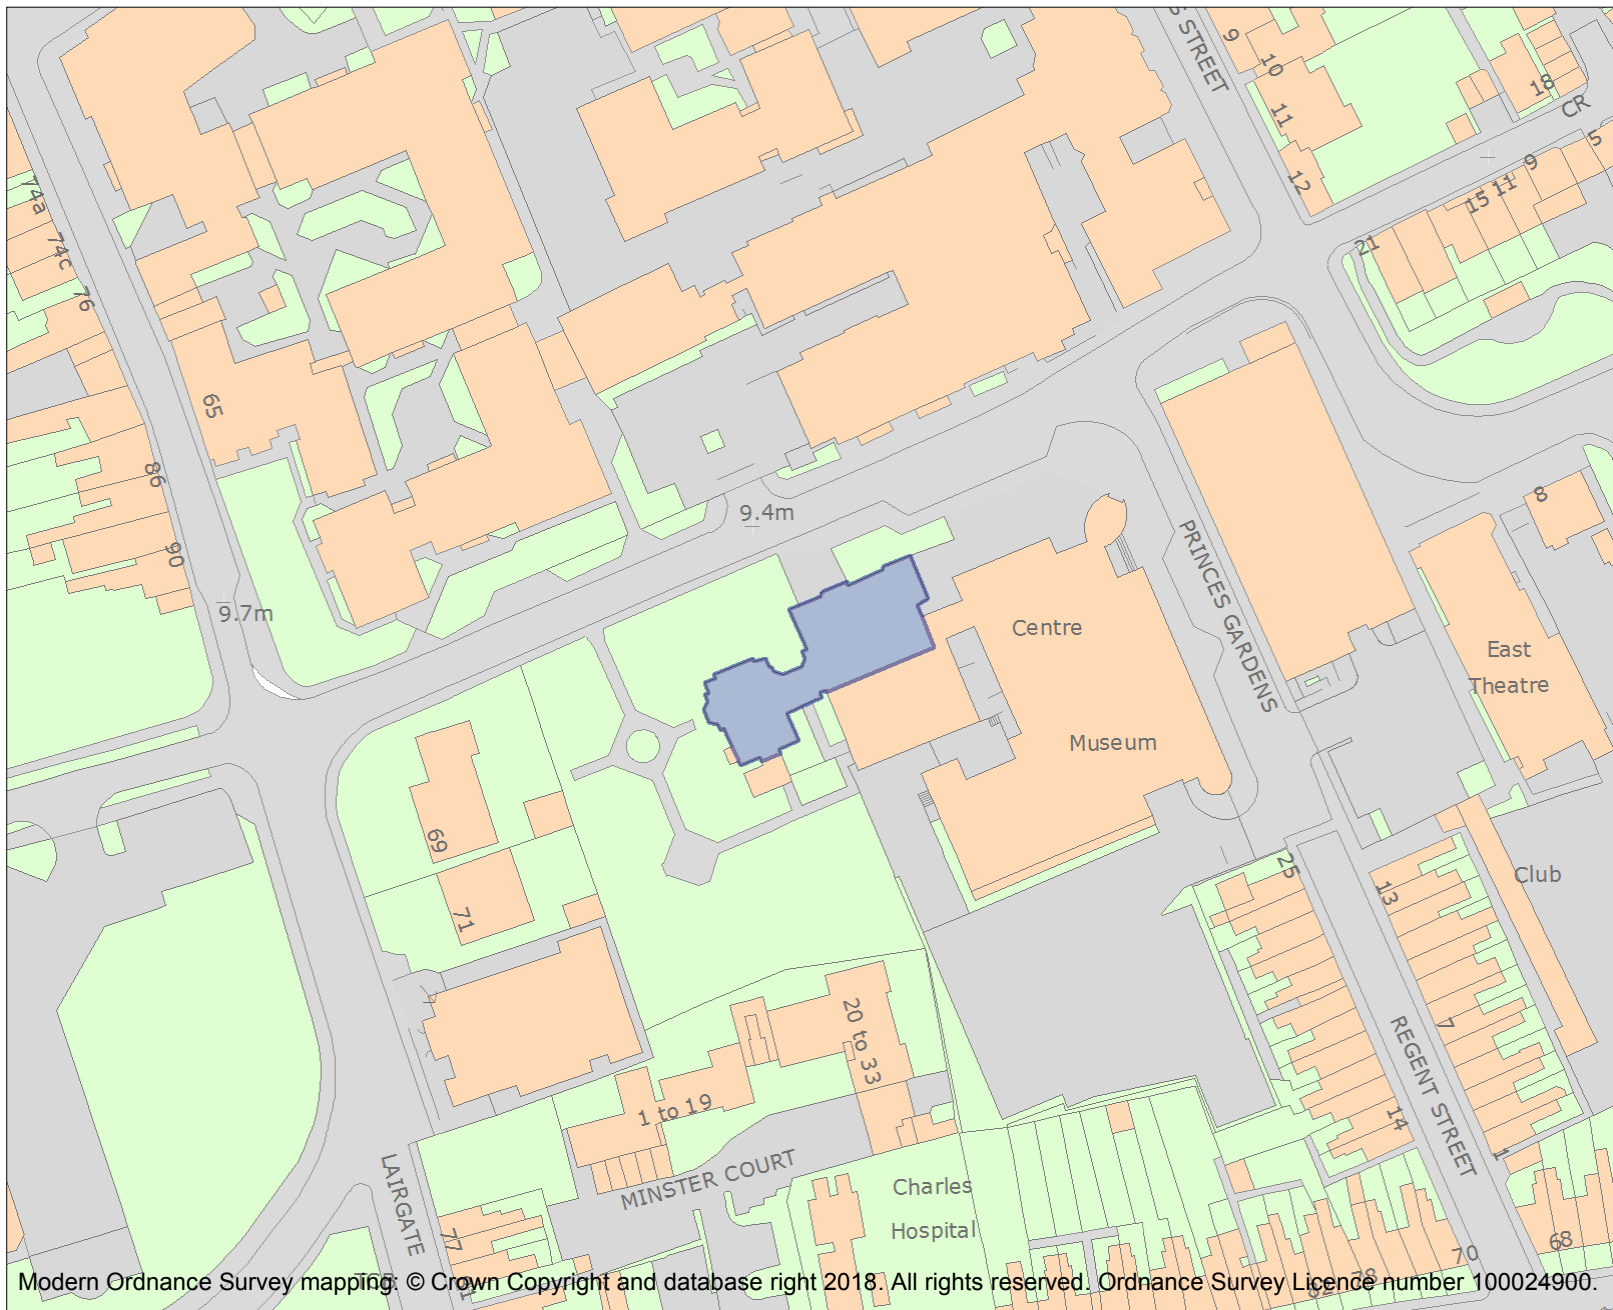 S STREET
9
10
11
12
18
CR
5
9
15 11
21
74a
74c
76
65
86
90
9.4m
9.7m
8
PRINCES GARDENS
Centre
East
Theatre
Museum
69
71
25
13
Club
20 to 33
7
REGENT STREET
1 to 19
14
1
MINSTER COURT
LAIRGATE
Charles
Hospital
77
70
68
78
82
Modern Ordnance Survey mapping: © Crown Copyright and database right 2018. All rights reserved. Ordnance Survey Licence number 100024900.